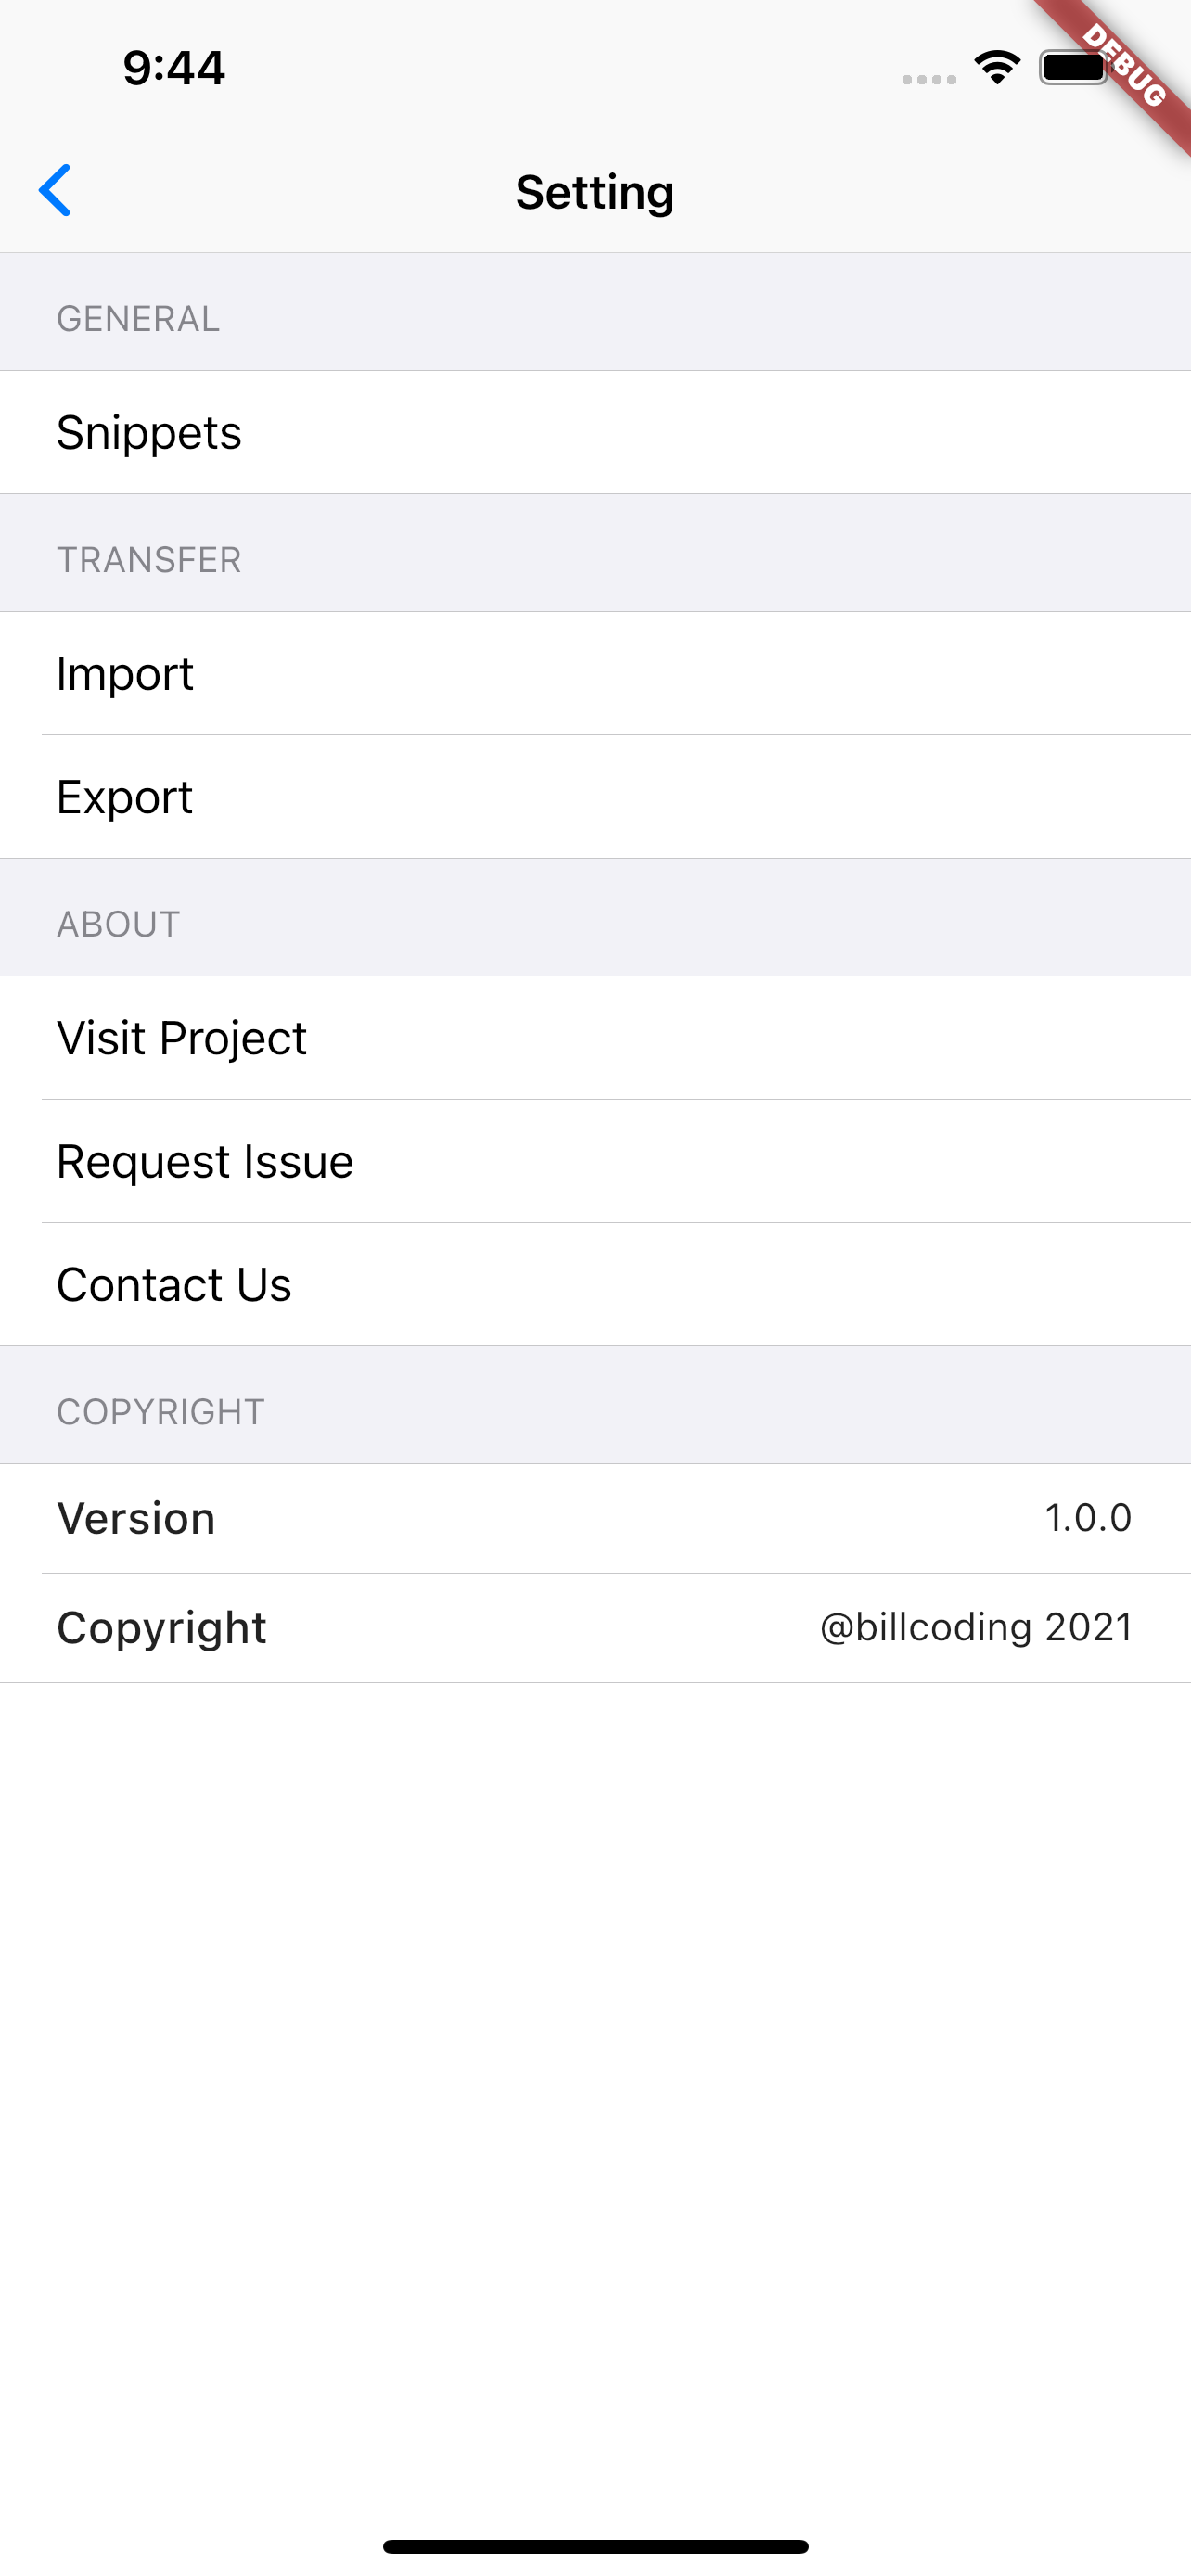 9:44
DEBUG
Setting
GENERAL
Snippets
TRANSFER
Import
Export
ABOUT
Visit Project
Request Issue
Contact Us
COPYRIGHT
Version 1.0.0
Copyright @billcoding 2021